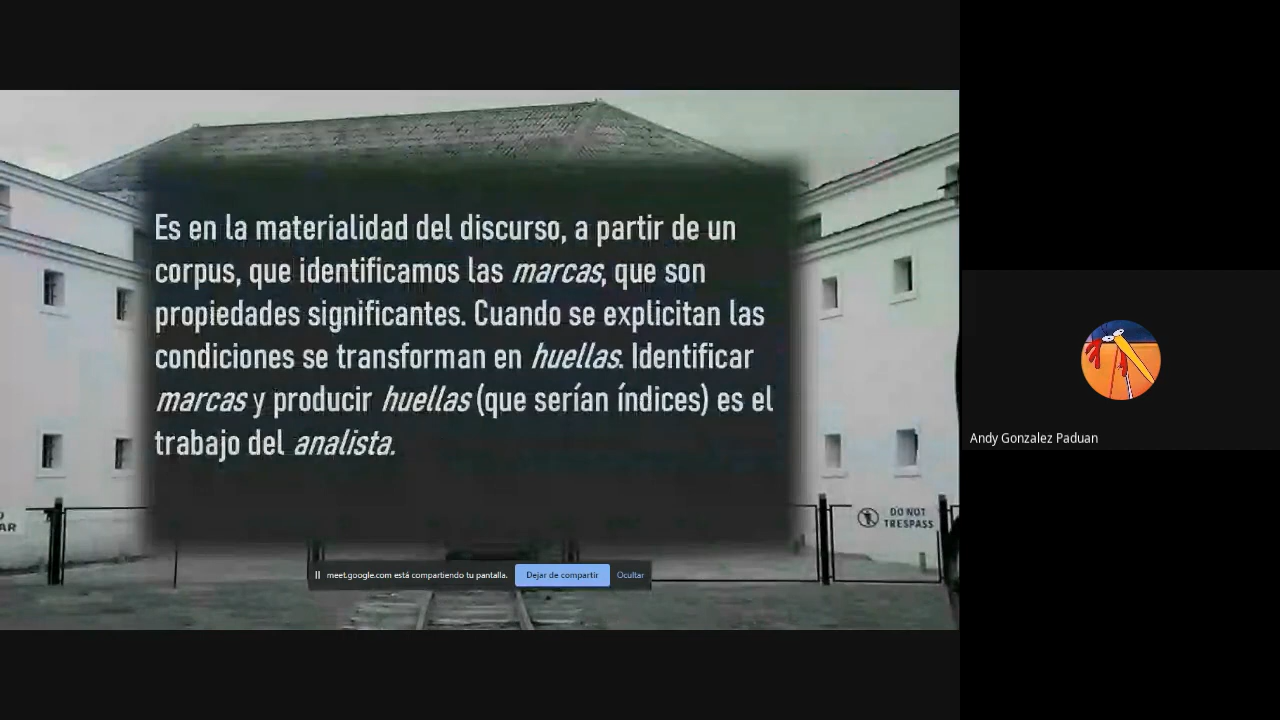 Es en la materialidad del discurso, a partir de un
corpus, que identificamos las marcas, que son
propiedades significantes. Cuando se explicitan las
condiciones se transforman en huellas. Identificar
marcas y producir huellas (que serían índices) es el
trabajo del analista.
AR
DO NOT
TRESPASS
meet.google.com está compartiendo tu pantalla. Dejar de compartir Ocultar
Andy Gonzalez Paduan